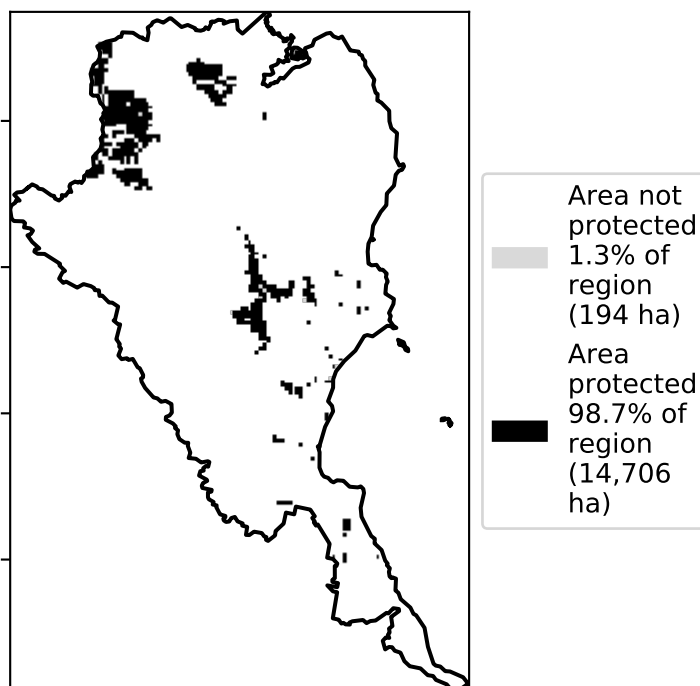 Area not
protected
1.3% of
region
(194 ha)
Area
protected
98.7% of
region
(14,706
ha)